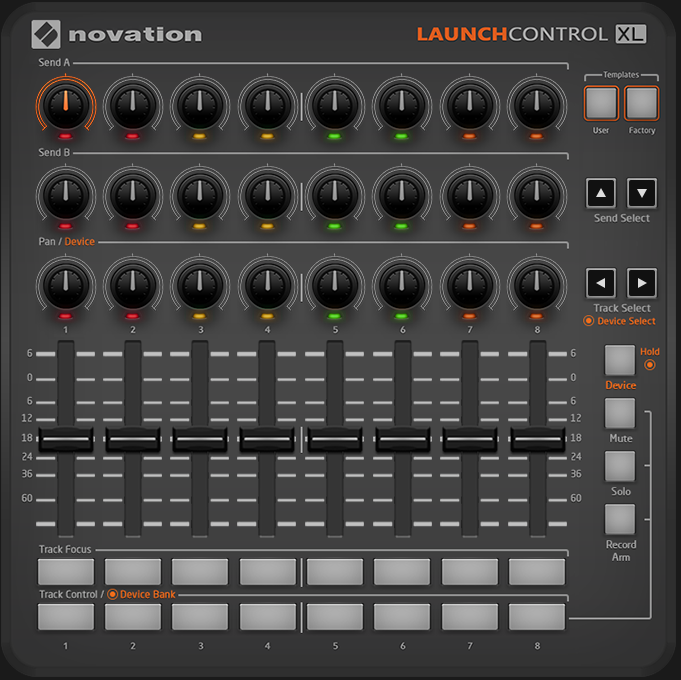 novation
LAUNCHCONTROL XL
Send A
Templates
User
Factory
Send B
Send Select
Pan / Device
Track Select
Device Select
1 2 3 4 5 6 7 8
6 6
0 0
6 6
12 12
18 18
24 24
36 36
60 60
Hold
Device
Mute
Solo
Record
Arm
Track Focus
Track Control / Device Bank
1 2 3 4 5 6 7 8